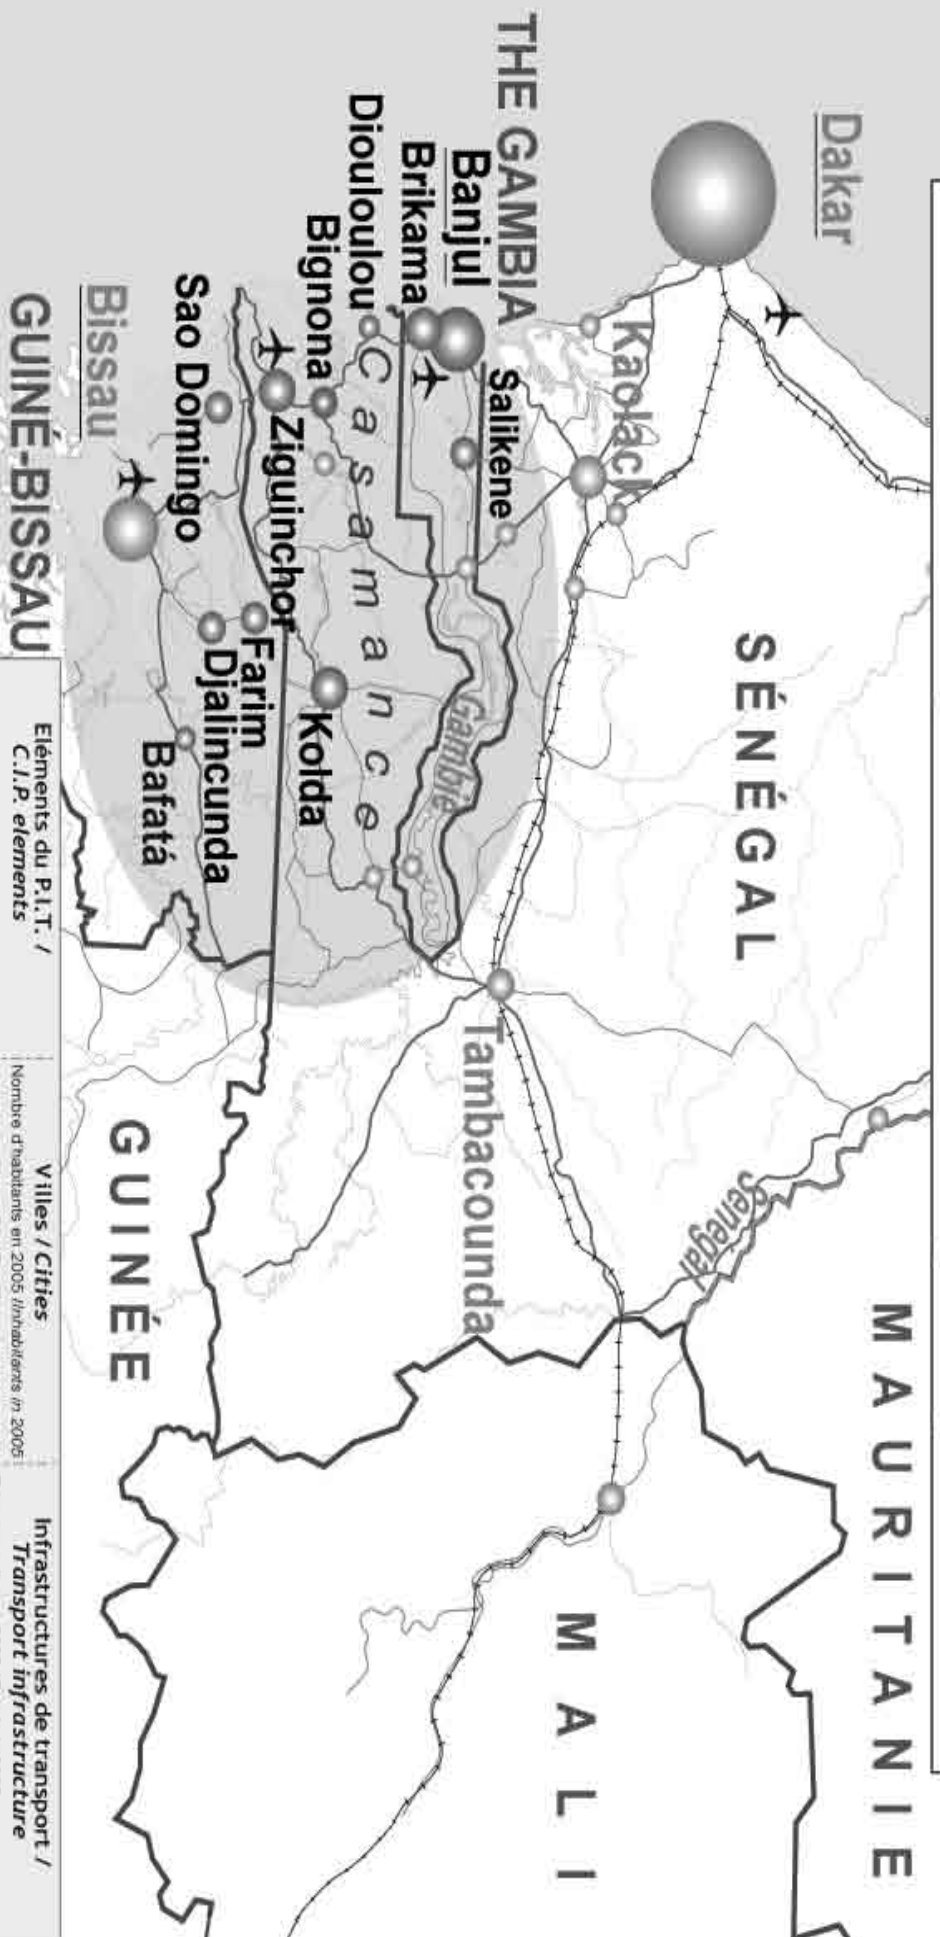 Dakar
MAURITANIE
Sénégal
SÉNÉGAL
Kaolack
THE GAMBIA
Banjul
Salikene
Brikama
Gambie
Tambacounda
MALI
Diouloulou
Casamance
Bignona
Kolda
Ziguinchor
Farim
Djalincunda
Sao Domingo
Bafatá
Bissau
GUINÉ-BISSAU
GUINÉE
Eléments du P.I.T. /
C.I.P. elements
Villes / Cities
Nombre d'habitants en 2005 /Inhabitants in 2005
Infrastructures de transport /
Transport infrastructure